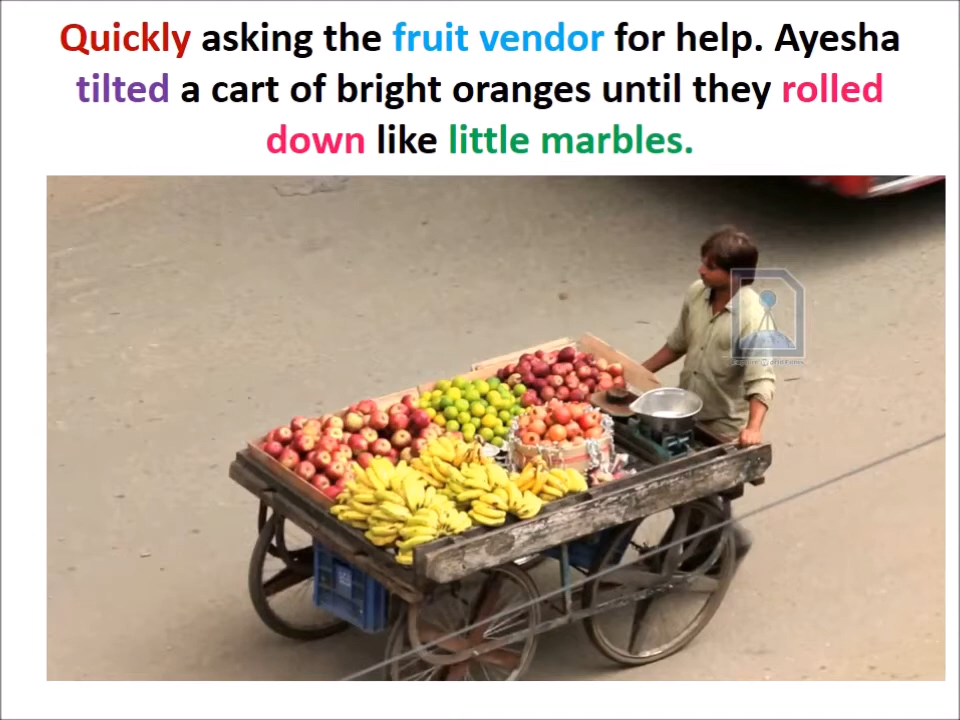 Quickly asking the fruit vendor for help. Ayesha
tilted a cart of bright oranges until they rolled
down like little marbles.